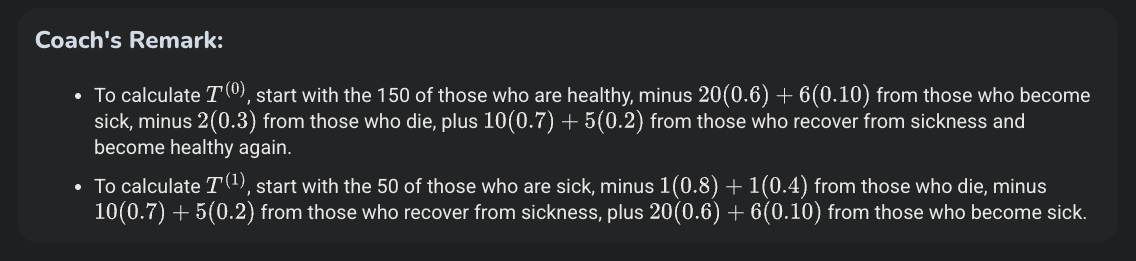 Coach's Remark:
• To calculate T^(0), start with the 150 of those who are healthy, minus 20(0.6) + 6(0.10) from those who become
sick, minus 2(0.3) from those who die, plus 10(0.7) + 5(0.2) from those who recover from sickness and
become healthy again.
• To calculate T^(1), start with the 50 of those who are sick, minus 1(0.8) + 1(0.4) from those who die, minus
10(0.7) + 5(0.2) from those who recover from sickness, plus 20(0.6) + 6(0.10) from those who become sick.